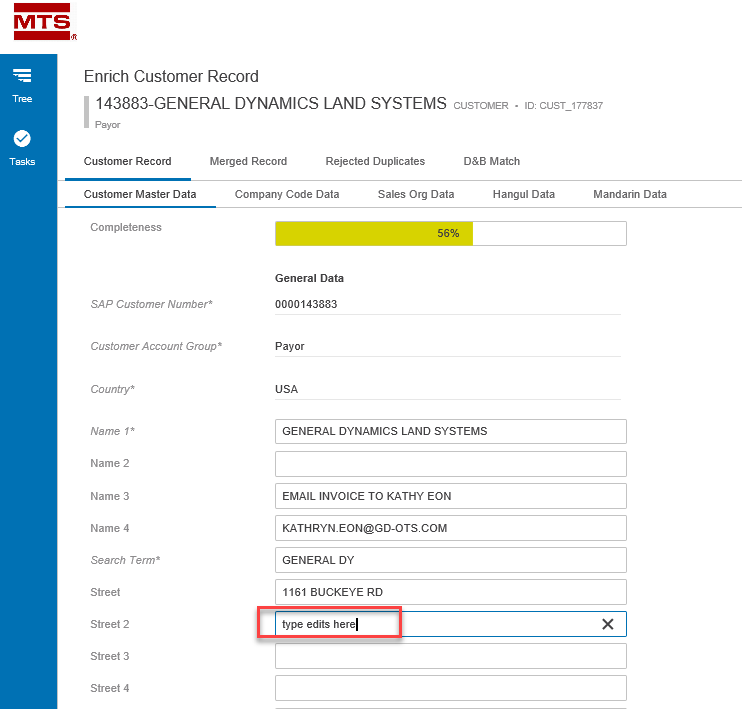 MTS®
Tree
Tasks
Enrich Customer Record
143883-GENERAL DYNAMICS LAND SYSTEMS CUSTOMER • ID: CUST_177837
Payor
Customer Record Merged Record Rejected Duplicates D&B Match
Customer Master Data Company Code Data Sales Org Data Hangul Data Mandarin Data
Completeness 56%
General Data
SAP Customer Number* 0000143883
Customer Account Group* Payor
Country* USA
Name 1* GENERAL DYNAMICS LAND SYSTEMS
Name 2
Name 3 EMAIL INVOICE TO KATHY EON
Name 4 KATHRYN.EON@GD-OTS.COM
Search Term* GENERAL DY
Street 1161 BUCKEYE RD
Street 2 type edits here
Street 3
Street 4